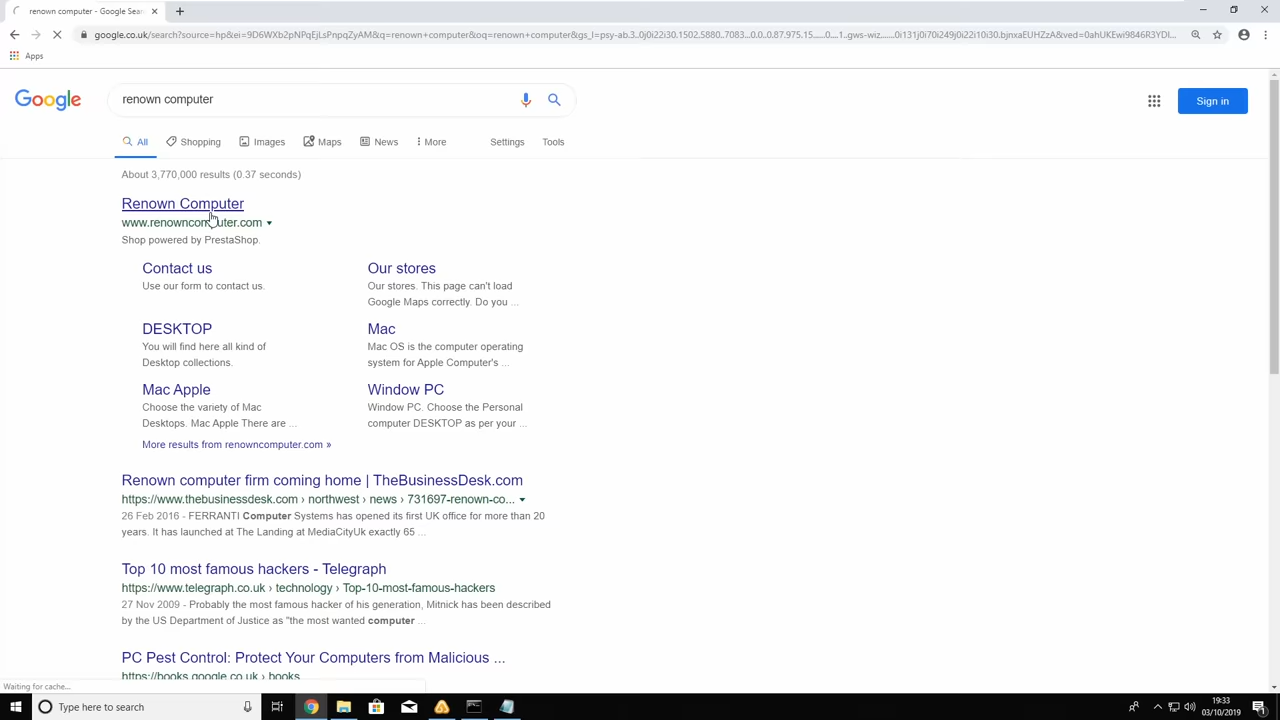 renown computer - Google Sea
google.co.uk/search?source=hp&ei=9D6WXb2pNPqEjLsPnpqZyAM&q=renown+computer&oq=renown+computer&gs_l=psy-ab.3..0j0i22i30.1502.5880..7083...0.0..0.87.975.15......0....1..gws-wiz.......0i131j0i70i249j0i22i10i30.bjnxaEUHZzA&ved=0ahUKEwi9846R3YDl...
Apps
Google
renown computer
Sign in
All
Shopping
Images
Maps
News
More
Settings
Tools
About 3,770,000 results (0.37 seconds)
Renown Computer
www.renowncomputer.com
Shop powered by PrestaShop.
Contact us
Use our form to contact us.
Our stores
Our stores. This page can't load
Google Maps correctly. Do you ...
DESKTOP
You will find here all kind of
Desktop collections.
Mac
Mac OS is the computer operating
system for Apple Computer's ...
Mac Apple
Choose the variety of Mac
Desktops. Mac Apple There are ...
Window PC
Window PC. Choose the Personal
computer DESKTOP as per your ...
More results from renowncomputer.com »
Renown computer firm coming home | TheBusinessDesk.com
https://www.thebusinessdesk.com › northwest › news › 731697-renown-co...
26 Feb 2016 - FERRANTI Computer Systems has opened its first UK office for more than 20
years. It has launched at The Landing at MediaCityUk exactly 65 ...
Top 10 most famous hackers - Telegraph
https://www.telegraph.co.uk › technology › Top-10-most-famous-hackers
27 Nov 2009 - Probably the most famous hacker of his generation, Mitnick has been described
by the US Department of Justice as "the most wanted computer ...
PC Pest Control: Protect Your Computers from Malicious ...
https://books.google.co.uk › books
Waiting for cache...
Type here to search
19:33
03/10/2019
1